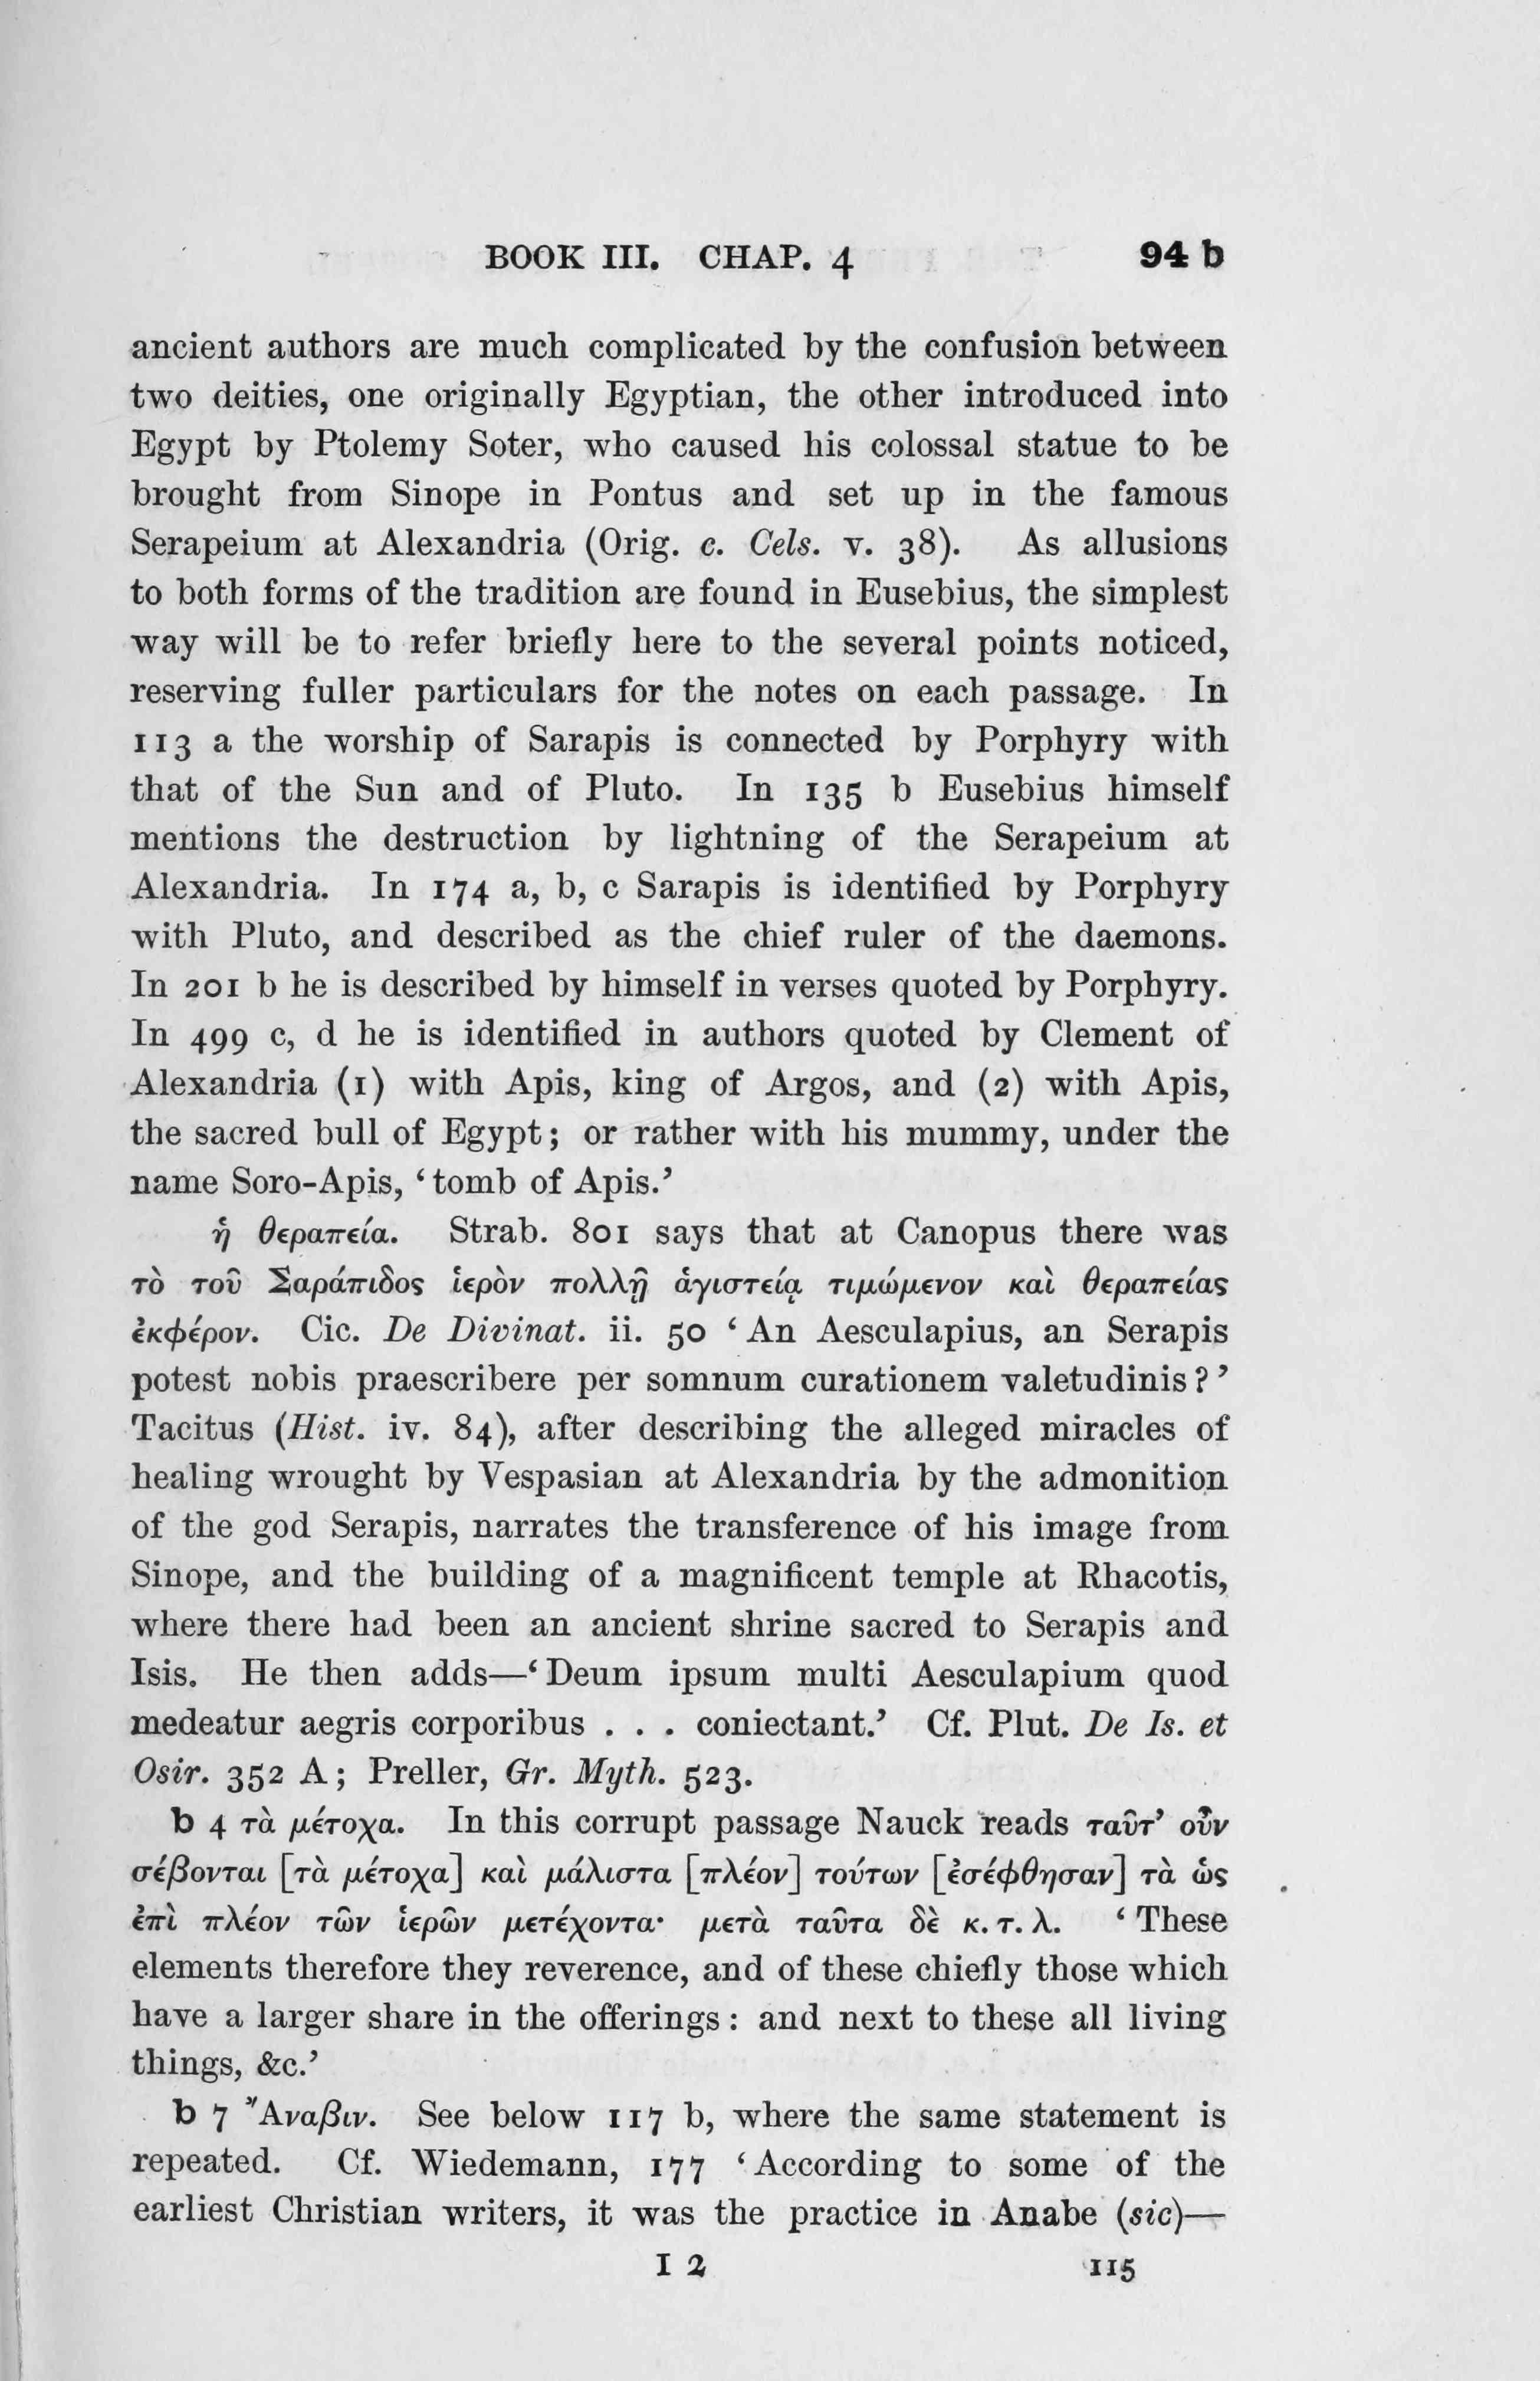 BOOK III. CHAP. 4 94 b
ancient authors are much complicated by the confusion between
two deities, one originally Egyptian, the other introduced into
Egypt by Ptolemy Soter, who caused his colossal statue to be
brought from Sinope in Pontus and set up in the famous
Serapeium at Alexandria (Orig. c. Cels. v. 38). As allusions
to both forms of the tradition are found in Eusebius, the simplest
way will be to refer briefly here to the several points noticed,
reserving fuller particulars for the notes on each passage. In
113 a the worship of Sarapis is connected by Porphyry with
that of the Sun and of Pluto. In 135 b Eusebius himself
mentions the destruction by lightning of the Serapeium at
Alexandria. In 174 a, b, c Sarapis is identified by Porphyry
with Pluto, and described as the chief ruler of the daemons.
In 201 b he is described by himself in verses quoted by Porphyry.
In 499 c, d he is identified in authors quoted by Clement of
Alexandria (1) with Apis, king of Argos, and (2) with Apis,
the sacred bull of Egypt; or rather with his mummy, under the
name Soro-Apis, ‘tomb of Apis.’
ἡ θεραπεία. Strab. 801 says that at Canopus there was
τὸ τοῦ Σαράπιδος ἱερὸν πολλῇ ἁγιστείᾳ τιμώμενον καὶ θεραπείας
ἐκφέρον. Cic. De Divinat. ii. 50 ‘An Aesculapius, an Serapis
potest nobis praescribere per somnum curationem valetudinis?’
Tacitus (Hist. iv. 84), after describing the alleged miracles of
healing wrought by Vespasian at Alexandria by the admonition
of the god Serapis, narrates the transference of his image from
Sinope, and the building of a magnificent temple at Rhacotis,
where there had been an ancient shrine sacred to Serapis and
Isis. He then adds—‘Deum ipsum multi Aesculapium quod
medeatur aegris corporibus . . . coniectant.’ Cf. Plut. De Is. et
Osir. 352 A; Preller, Gr. Myth. 523.
b 4 τὰ μέτοχα. In this corrupt passage Nauck reads ταῦτ’ οὖν
σέβονται [τὰ μέτοχα] καὶ μάλιστα [πλέον] τούτων [ἐσέφθησαν] τὰ ὡς
ἐπὶ πλέον τῶν ἱερῶν μετέχοντα· μετὰ ταῦτα δὲ κ. τ. λ. ‘These
elements therefore they reverence, and of these chiefly those which
have a larger share in the offerings: and next to these all living
things, &c.’
b 7 Ἄναβιν. See below 117 b, where the same statement is
repeated. Cf. Wiedemann, 177 ‘According to some of the
earliest Christian writers, it was the practice in Anabe (sic)—
I 2 115